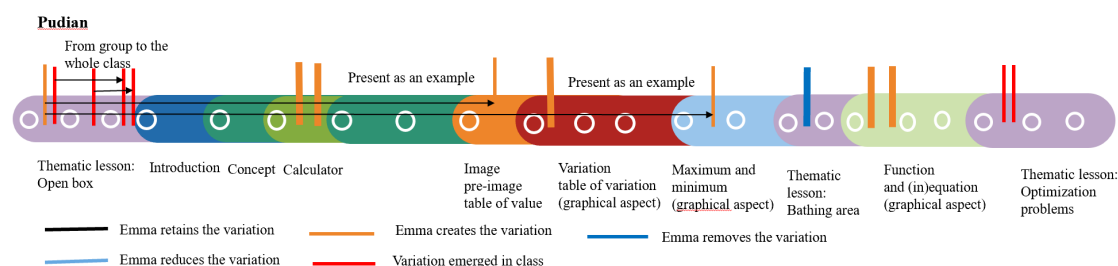 Pudian
From group to the
whole class
Present as an example
Present as an example
Thematic lesson:
Open box
Introduction
Concept
Calculator
Image
pre-image
table of value
Variation
table of variation
(graphical aspect)
Maximum and
minimum
(graphical aspect)
Thematic
lesson:
Bathing area
Function
and (in)equation
(graphical aspect)
Thematic lesson:
Optimization
problems
Emma retains the variation
Emma creates the variation
Emma removes the variation
Emma reduces the variation
Variation emerged in class